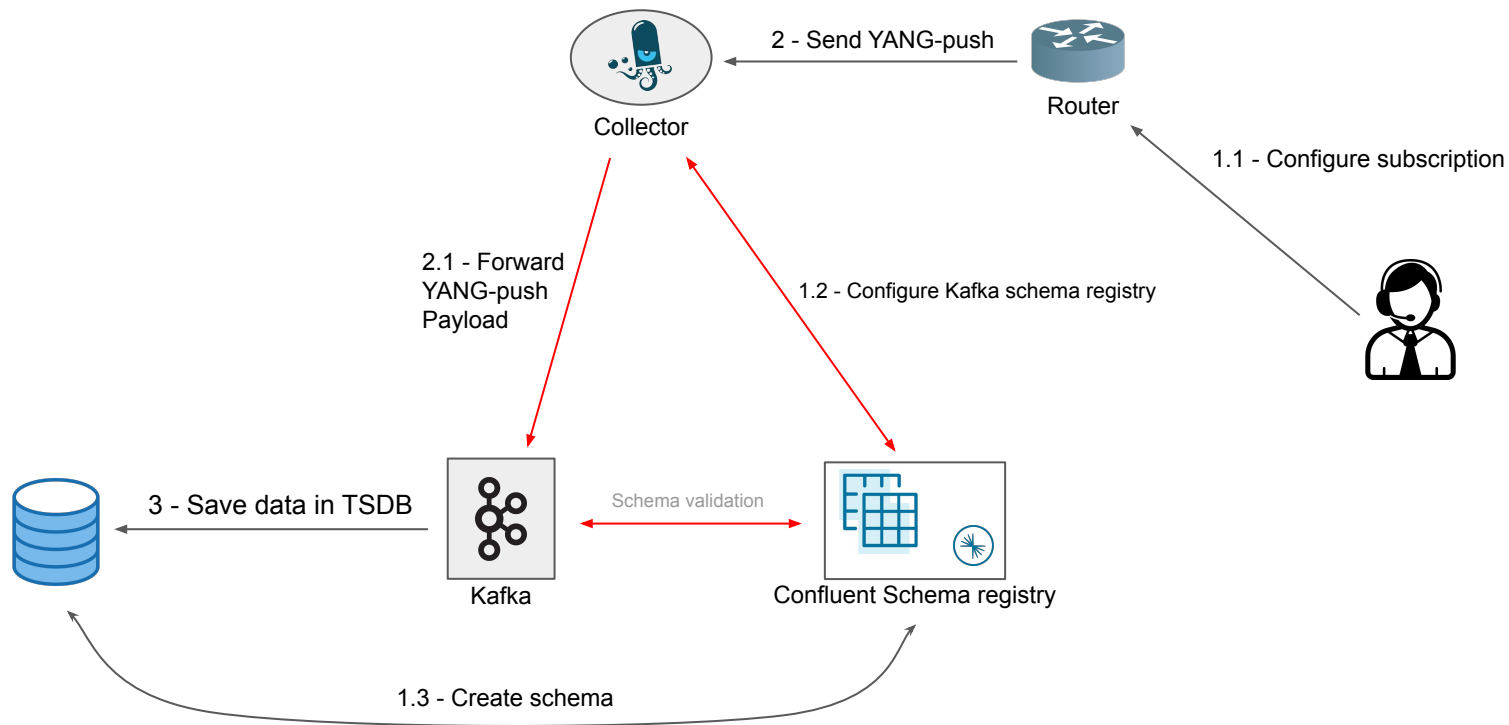 2 - Send YANG-push
Router
Collector
1.1 - Configure subscription
2.1 - Forward
YANG-push
Payload
1.2 - Configure Kafka schema registry
3 - Save data in TSDB
Schema validation
Kafka
Confluent Schema registry
1.3 - Create schema